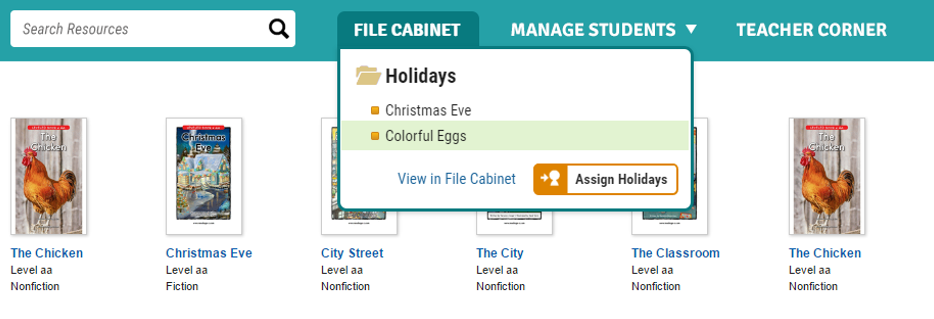 Search Resources
FILE CABINET
MANAGE STUDENTS
TEACHER CORNER
Holidays
Christmas Eve
Colorful Eggs
View in File Cabinet
Assign Holidays
The
Chicken
Christmas
Eve
The
Chicken
The Chicken
Level aa
Nonfiction
Christmas Eve
Level aa
Fiction
City Street
Level aa
Nonfiction
The City
Level aa
Nonfiction
The Classroom
Level aa
Nonfiction
The Chicken
Level aa
Nonfiction